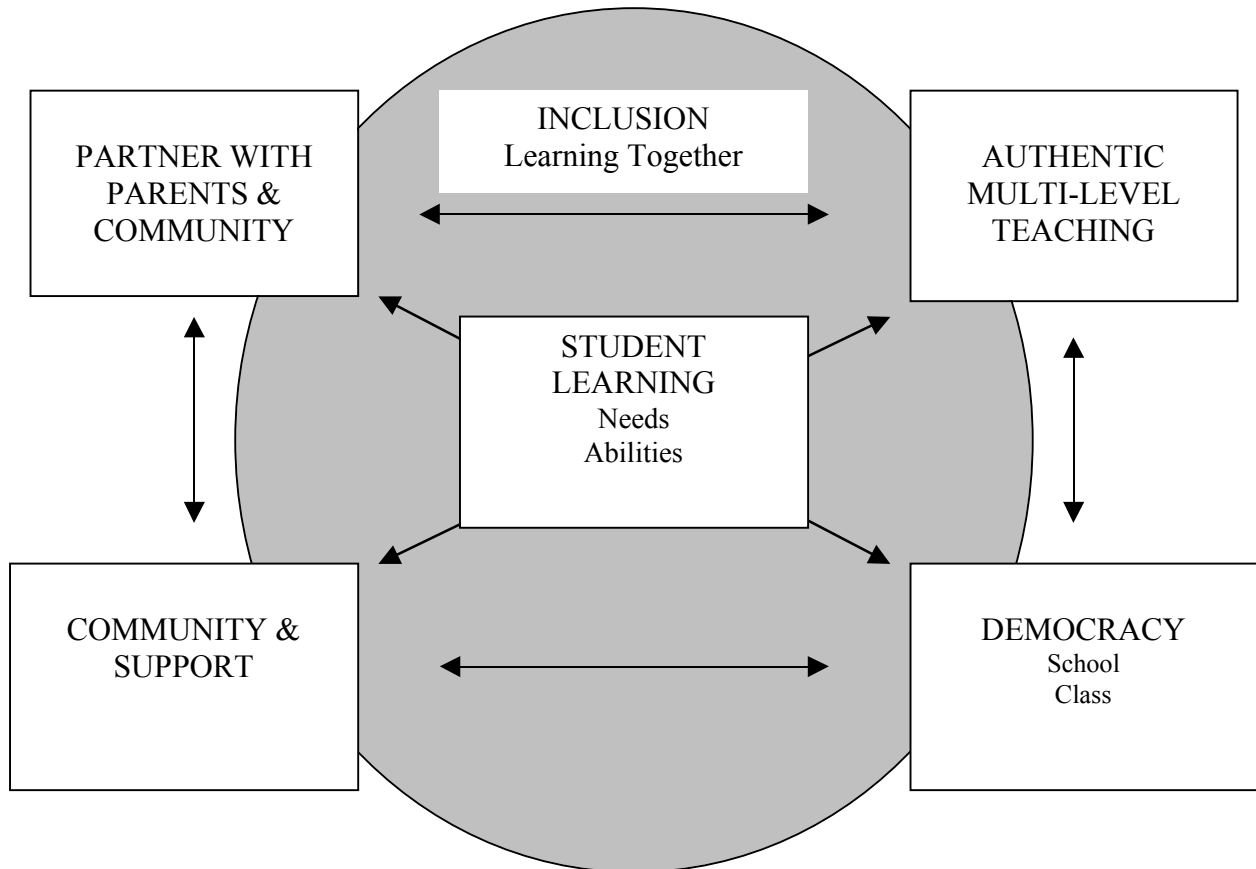 INCLUSION
Learning Together
PARTNER WITH
PARENTS &
COMMUNITY
AUTHENTIC
MULTI-LEVEL
TEACHING
STUDENT
LEARNING
Needs
Abilities
COMMUNITY &
SUPPORT
DEMOCRACY
School
Class